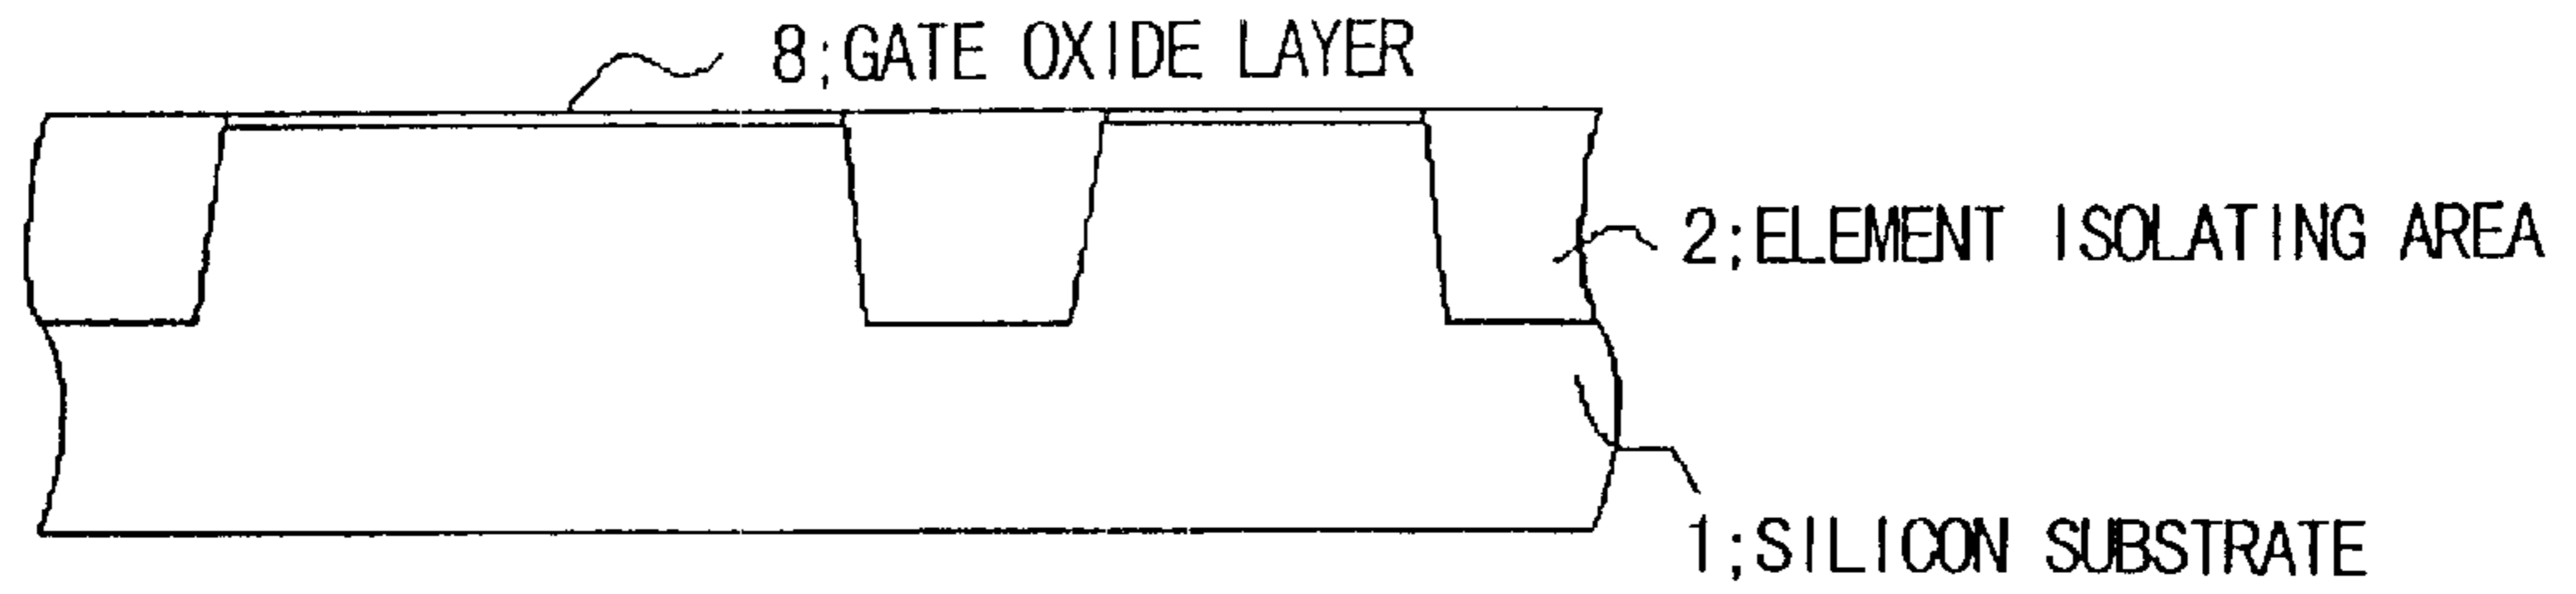 8;GATE OXIDE LAYER
2;ELEMENT ISOLATING AREA
1;SILICON SUBSTRATE